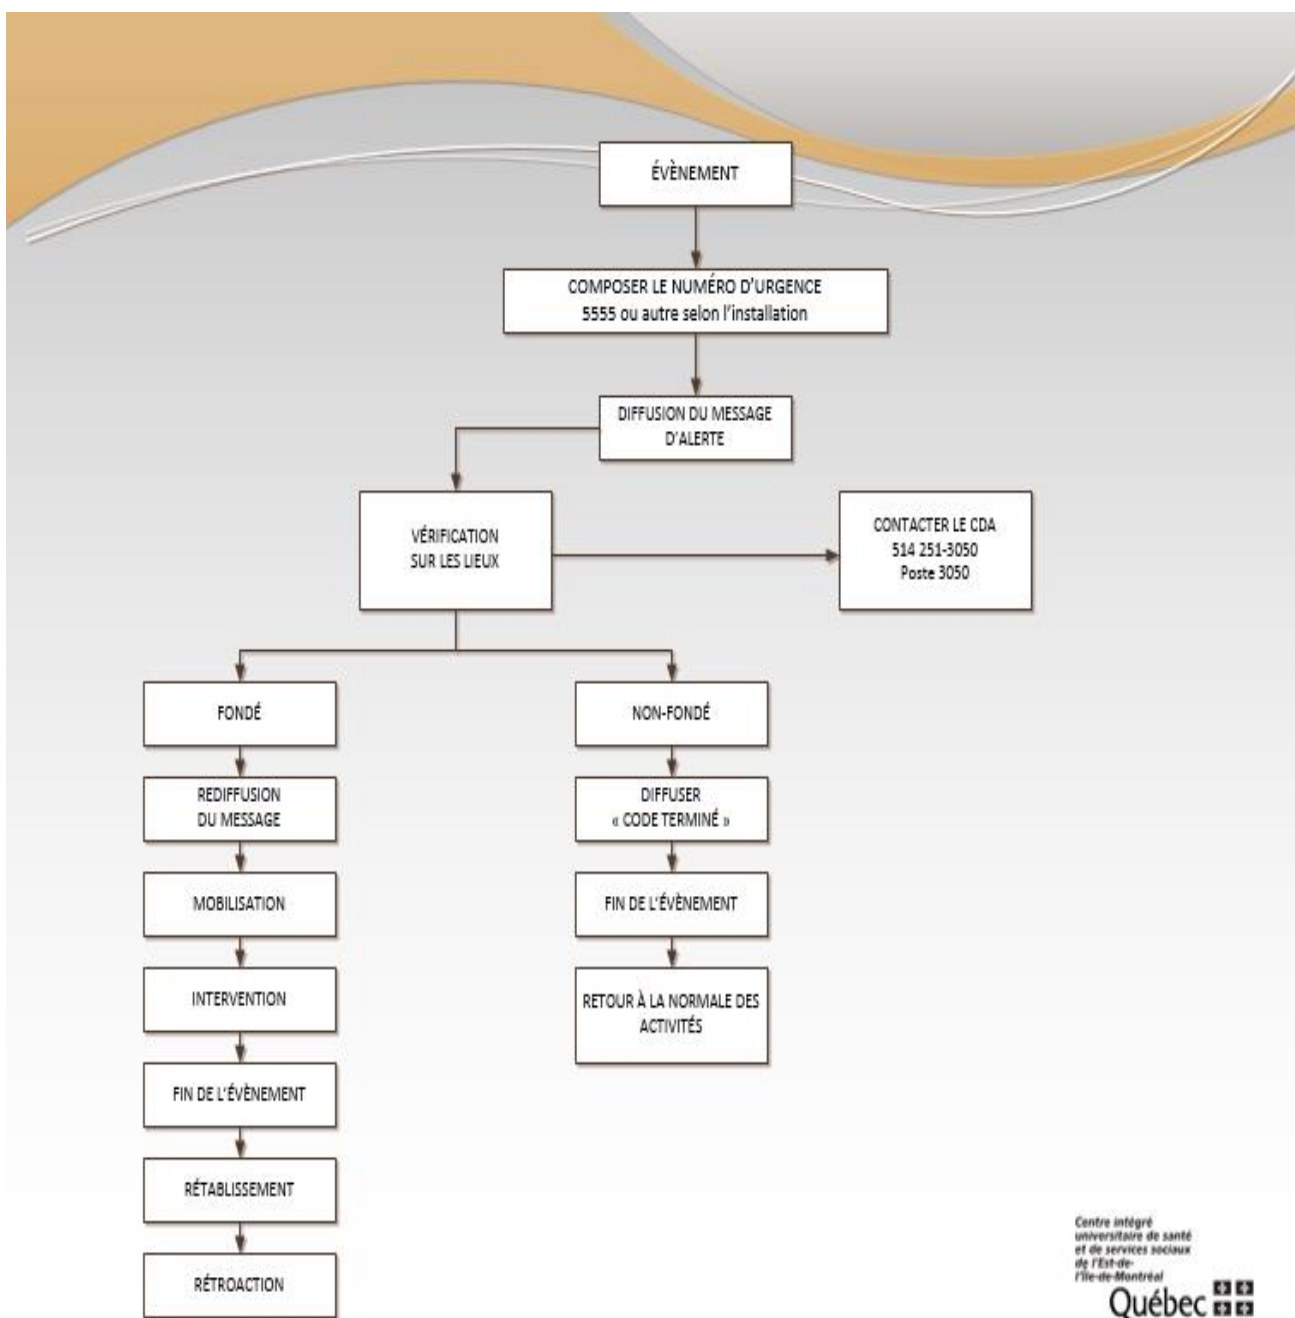 ÉVÈNEMENT
COMPOSER LE NUMÉRO D'URGENCE
5555 ou autre selon l'installation
DIFFUSION DU MESSAGE
D'ALERTE
VÉRIFICATION
SUR LES LIEUX
CONTACTER LE CDA
514 251-3050
Poste 3050
FONDÉ
REDIFFUSION
DU MESSAGE
MOBILISATION
INTERVENTION
FIN DE L'ÉVÈNEMENT
RÉTABLISSEMENT
RÉTROACTION
NON-FONDÉ
DIFFUSER
« CODE TERMINÉ »
FIN DE L'ÉVÈNEMENT
RETOUR À LA NORMALE DES
ACTIVITÉS
Centre intégré
universitaire de santé
et de services sociaux
de l'Est-de-
l'Île-de-Montréal
Québec